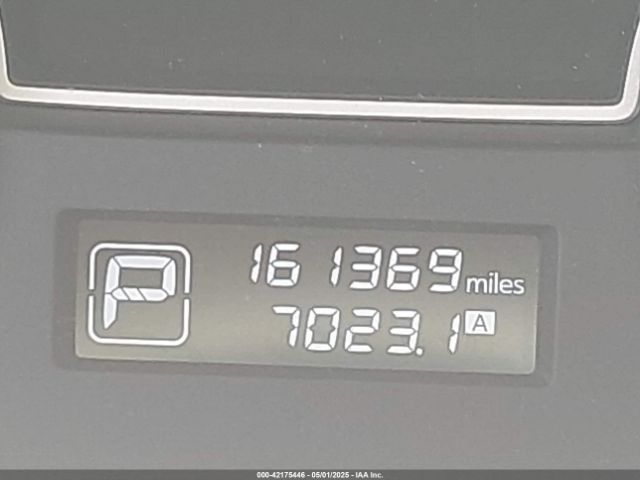 P 161369 miles
7023.1 A
000-42175446 - 05/01/2025 - IAA Inc.